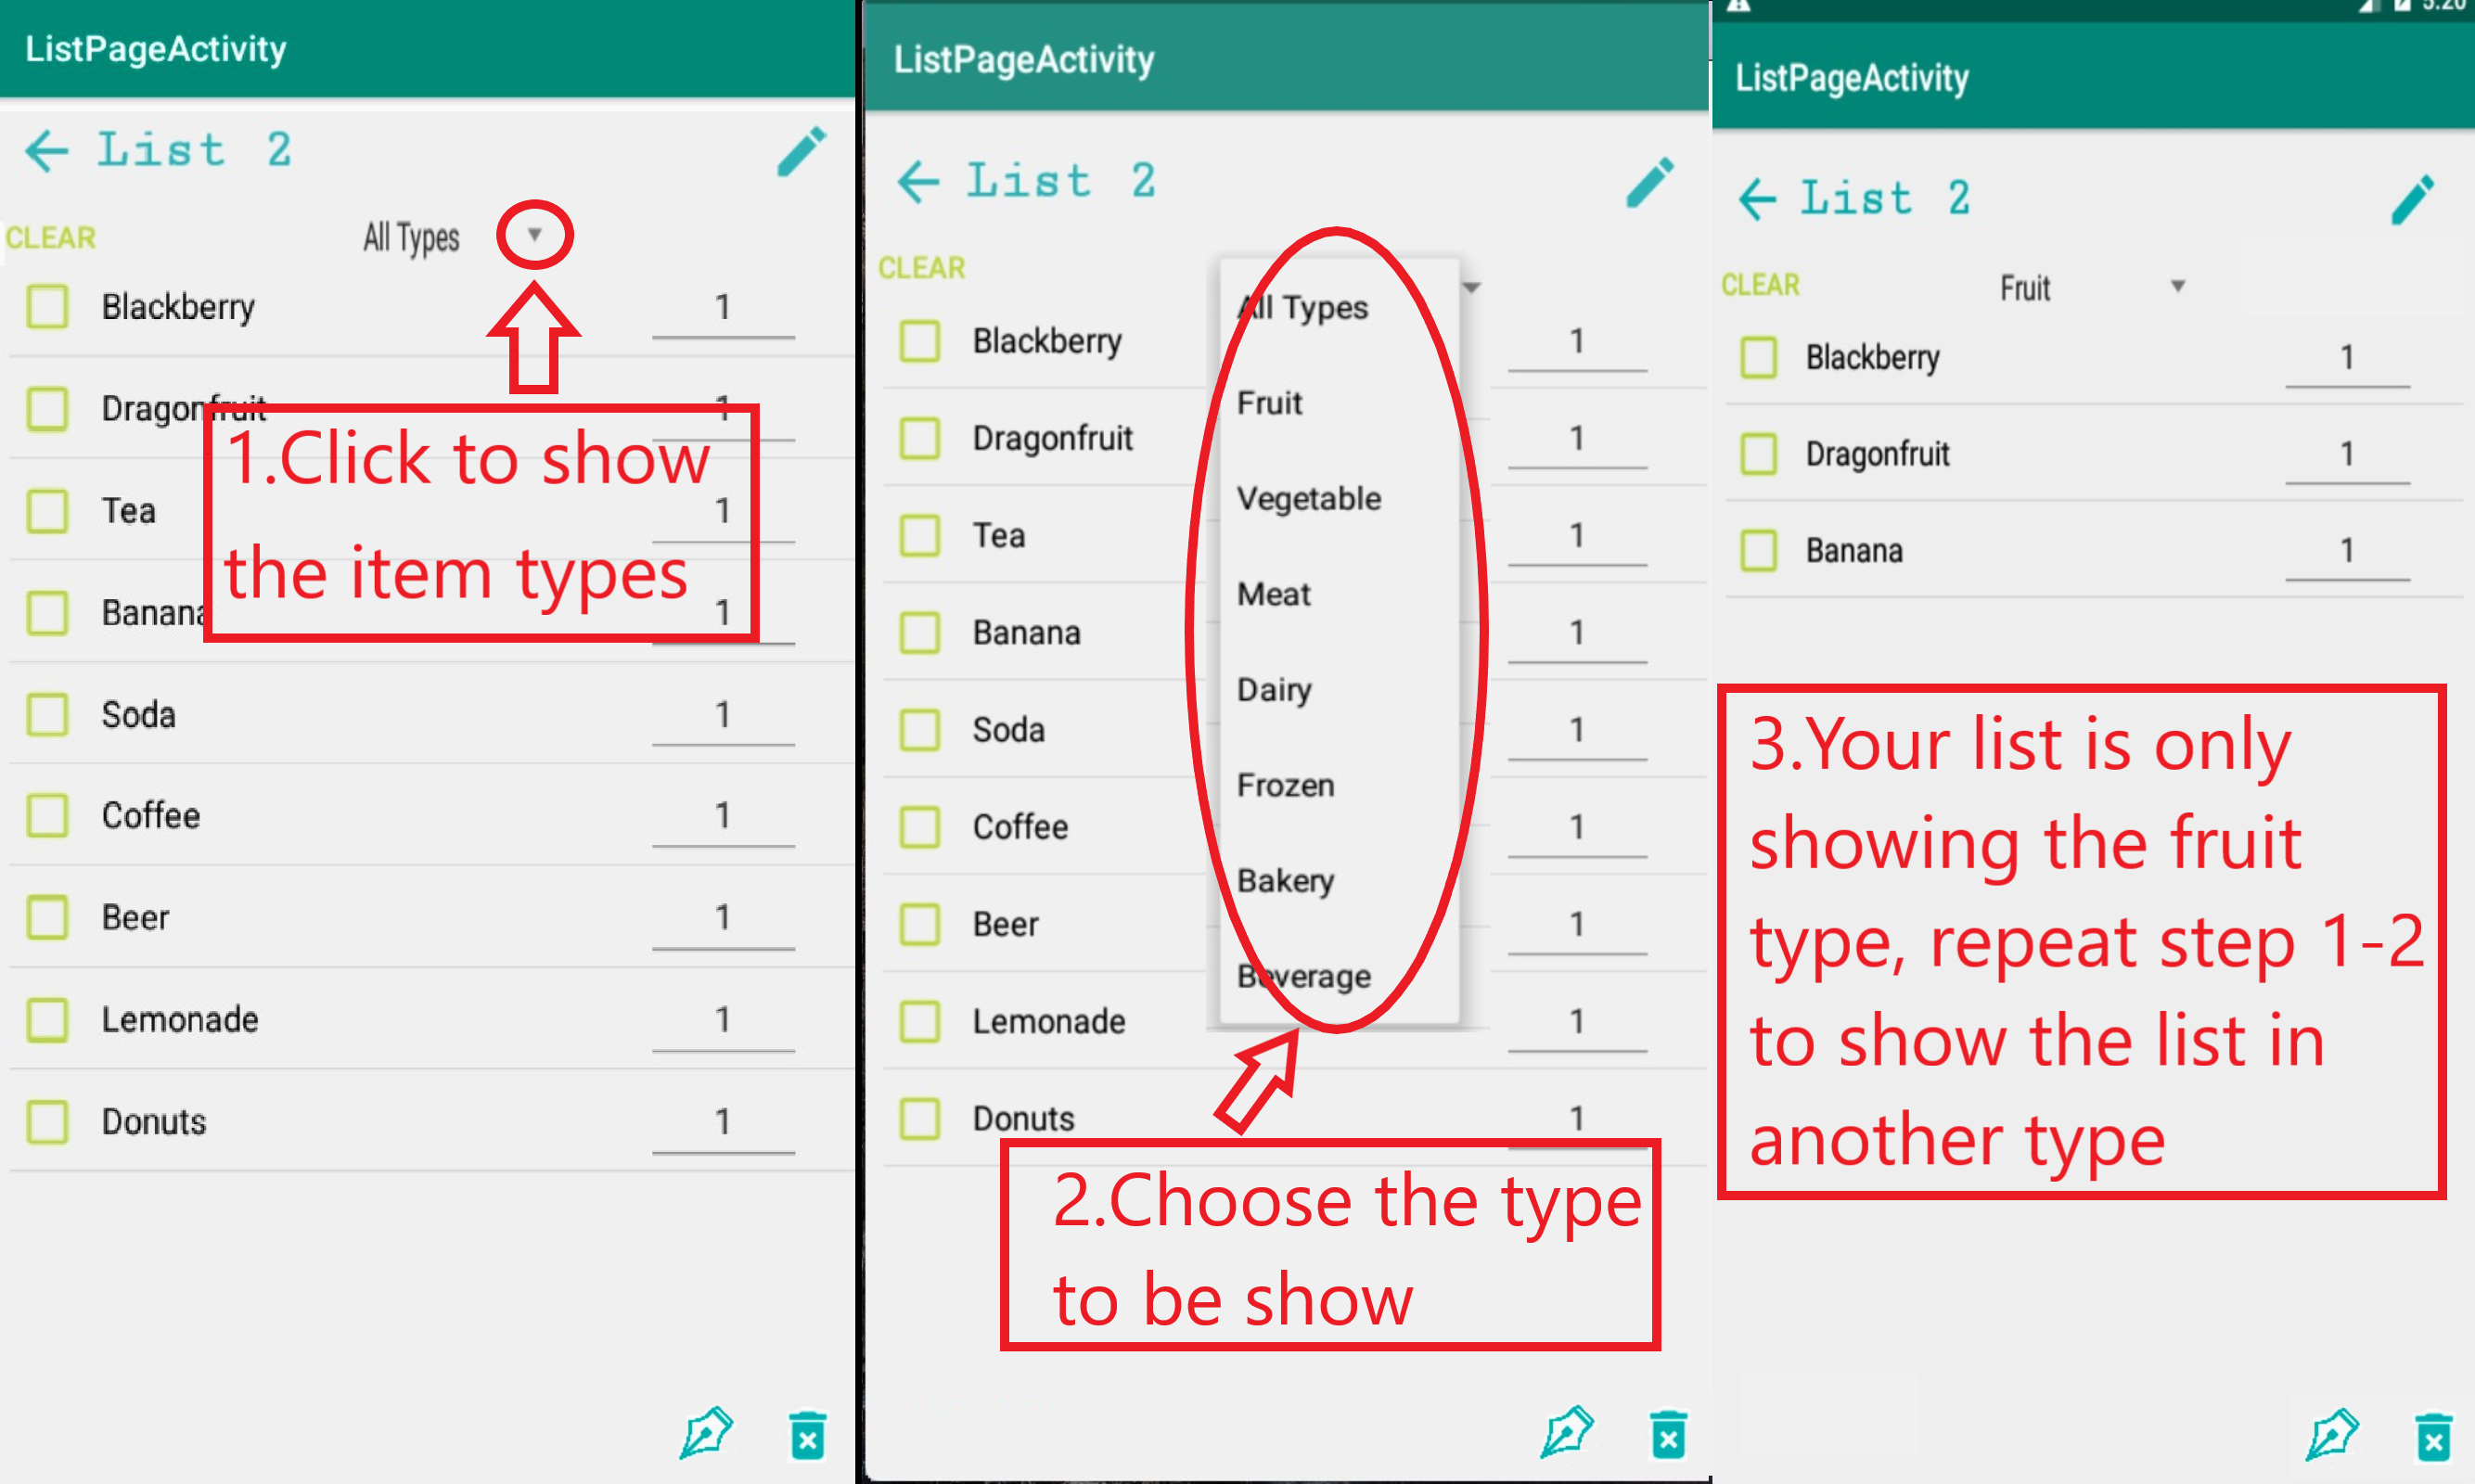 ListPageActivity
List 2
CLEAR All Types
Blackberry 1
Dragonfruit 1
Tea 1
Banana 1
Soda 1
Coffee 1
Beer 1
Lemonade 1
Donuts 1
1.Click to show
the item types
ListPageActivity
List 2
CLEAR
Blackberry 1
Dragonfruit 1
Tea 1
Banana 1
Soda 1
Coffee 1
Beer 1
Lemonade 1
Donuts 1
All Types
Fruit
Vegetable
Meat
Dairy
Frozen
Bakery
Beverage
2.Choose the type
to be show
5:20
ListPageActivity
List 2
CLEAR Fruit
Blackberry 1
Dragonfruit 1
Banana 1
3.Your list is only
showing the fruit
type, repeat step 1-2
to show the list in
another type